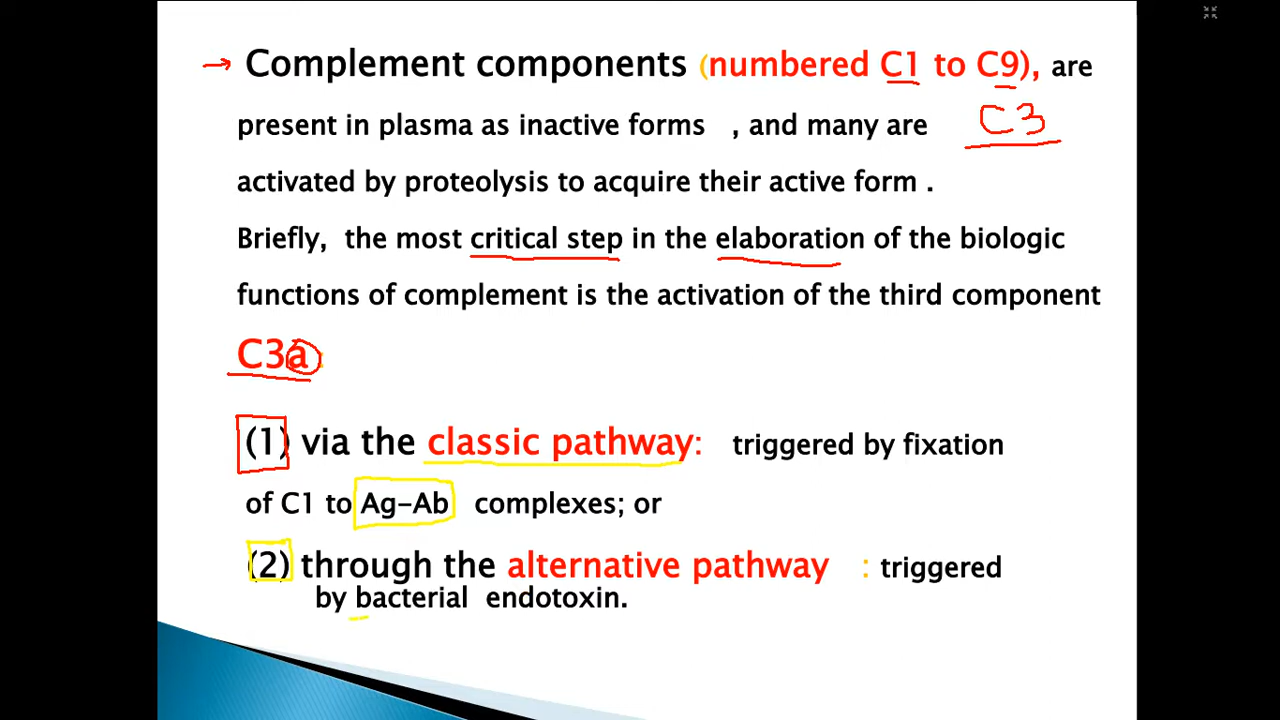 → Complement components (numbered C1 to C9), are
present in plasma as inactive forms , and many are C3
activated by proteolysis to acquire their active form .
Briefly, the most critical step in the elaboration of the biologic
functions of complement is the activation of the third component
C3a :
(1) via the classic pathway: triggered by fixation
of C1 to Ag-Ab complexes; or
(2) through the alternative pathway : triggered
by bacterial endotoxin.